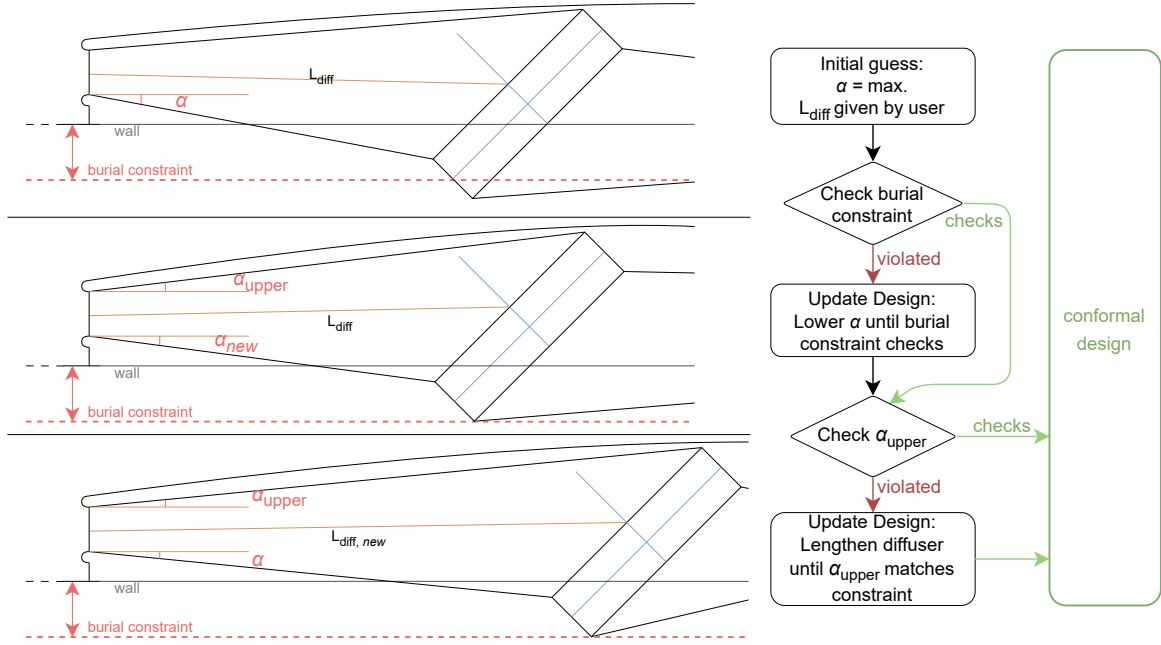 L_diff
α
wall
burial constraint
α_upper
L_diff
α_new
wall
burial constraint
α_upper
L_diff, new
α
wall
burial constraint
Initial guess:
α = max.
L_diff given by user
Check burial
constraint
checks
violated
Update Design:
Lower α until burial
constraint checks
Check α_upper
checks
violated
Update Design:
Lengthen diffuser
until α_upper matches
constraint
conformal
design